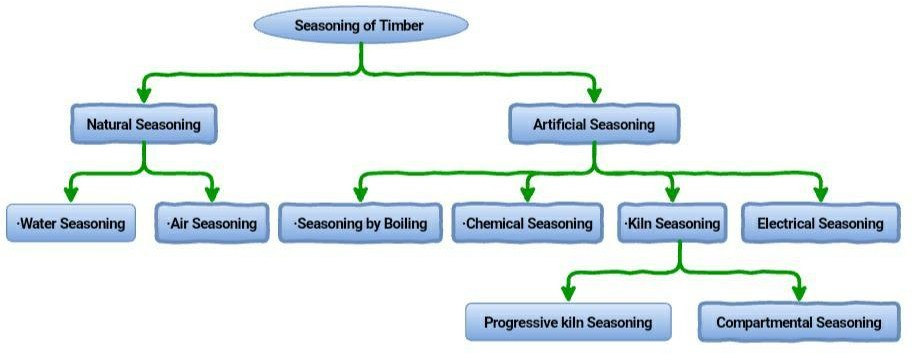 Seasoning of Timber
Natural Seasoning
Artificial Seasoning
·Water Seasoning
·Air Seasoning
·Seasoning by Boiling
·Chemical Seasoning
·Kiln Seasoning
Electrical Seasoning
Progressive kiln Seasoning
Compartmental Seasoning